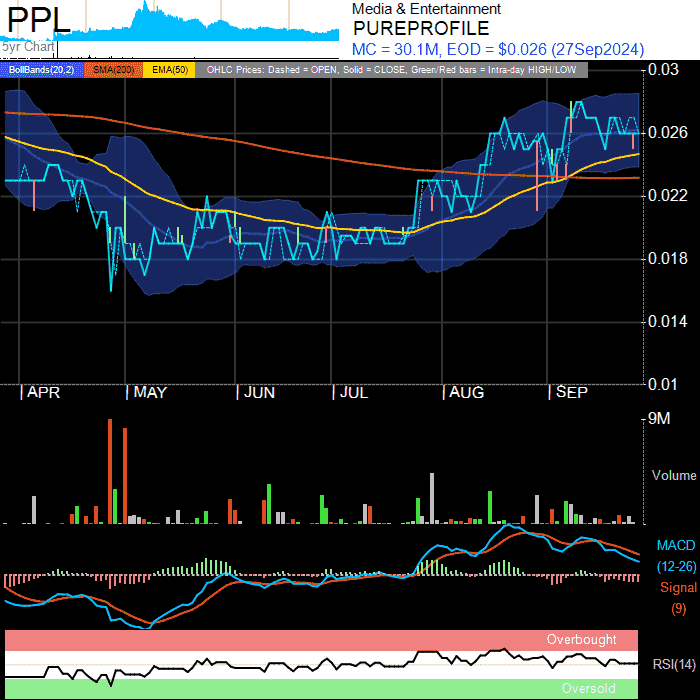 PPL
5yr Chart
Media & Entertainment
PUREPROFILE
MC = 30.1M, EOD = $0.026 (27Sep2024)
BollBands(20,2) SMA(200) EMA(50) OHLC Prices: Dashed = OPEN, Solid = CLOSE, Green/Red bars = Intra-day HIGH/LOW
0.03
0.026
0.022
0.018
0.014
0.01
APR MAY JUN JUL AUG SEP
9M
Volume
MACD
(12-26)
Signal
(9)
Overbought
RSI(14)
Oversold